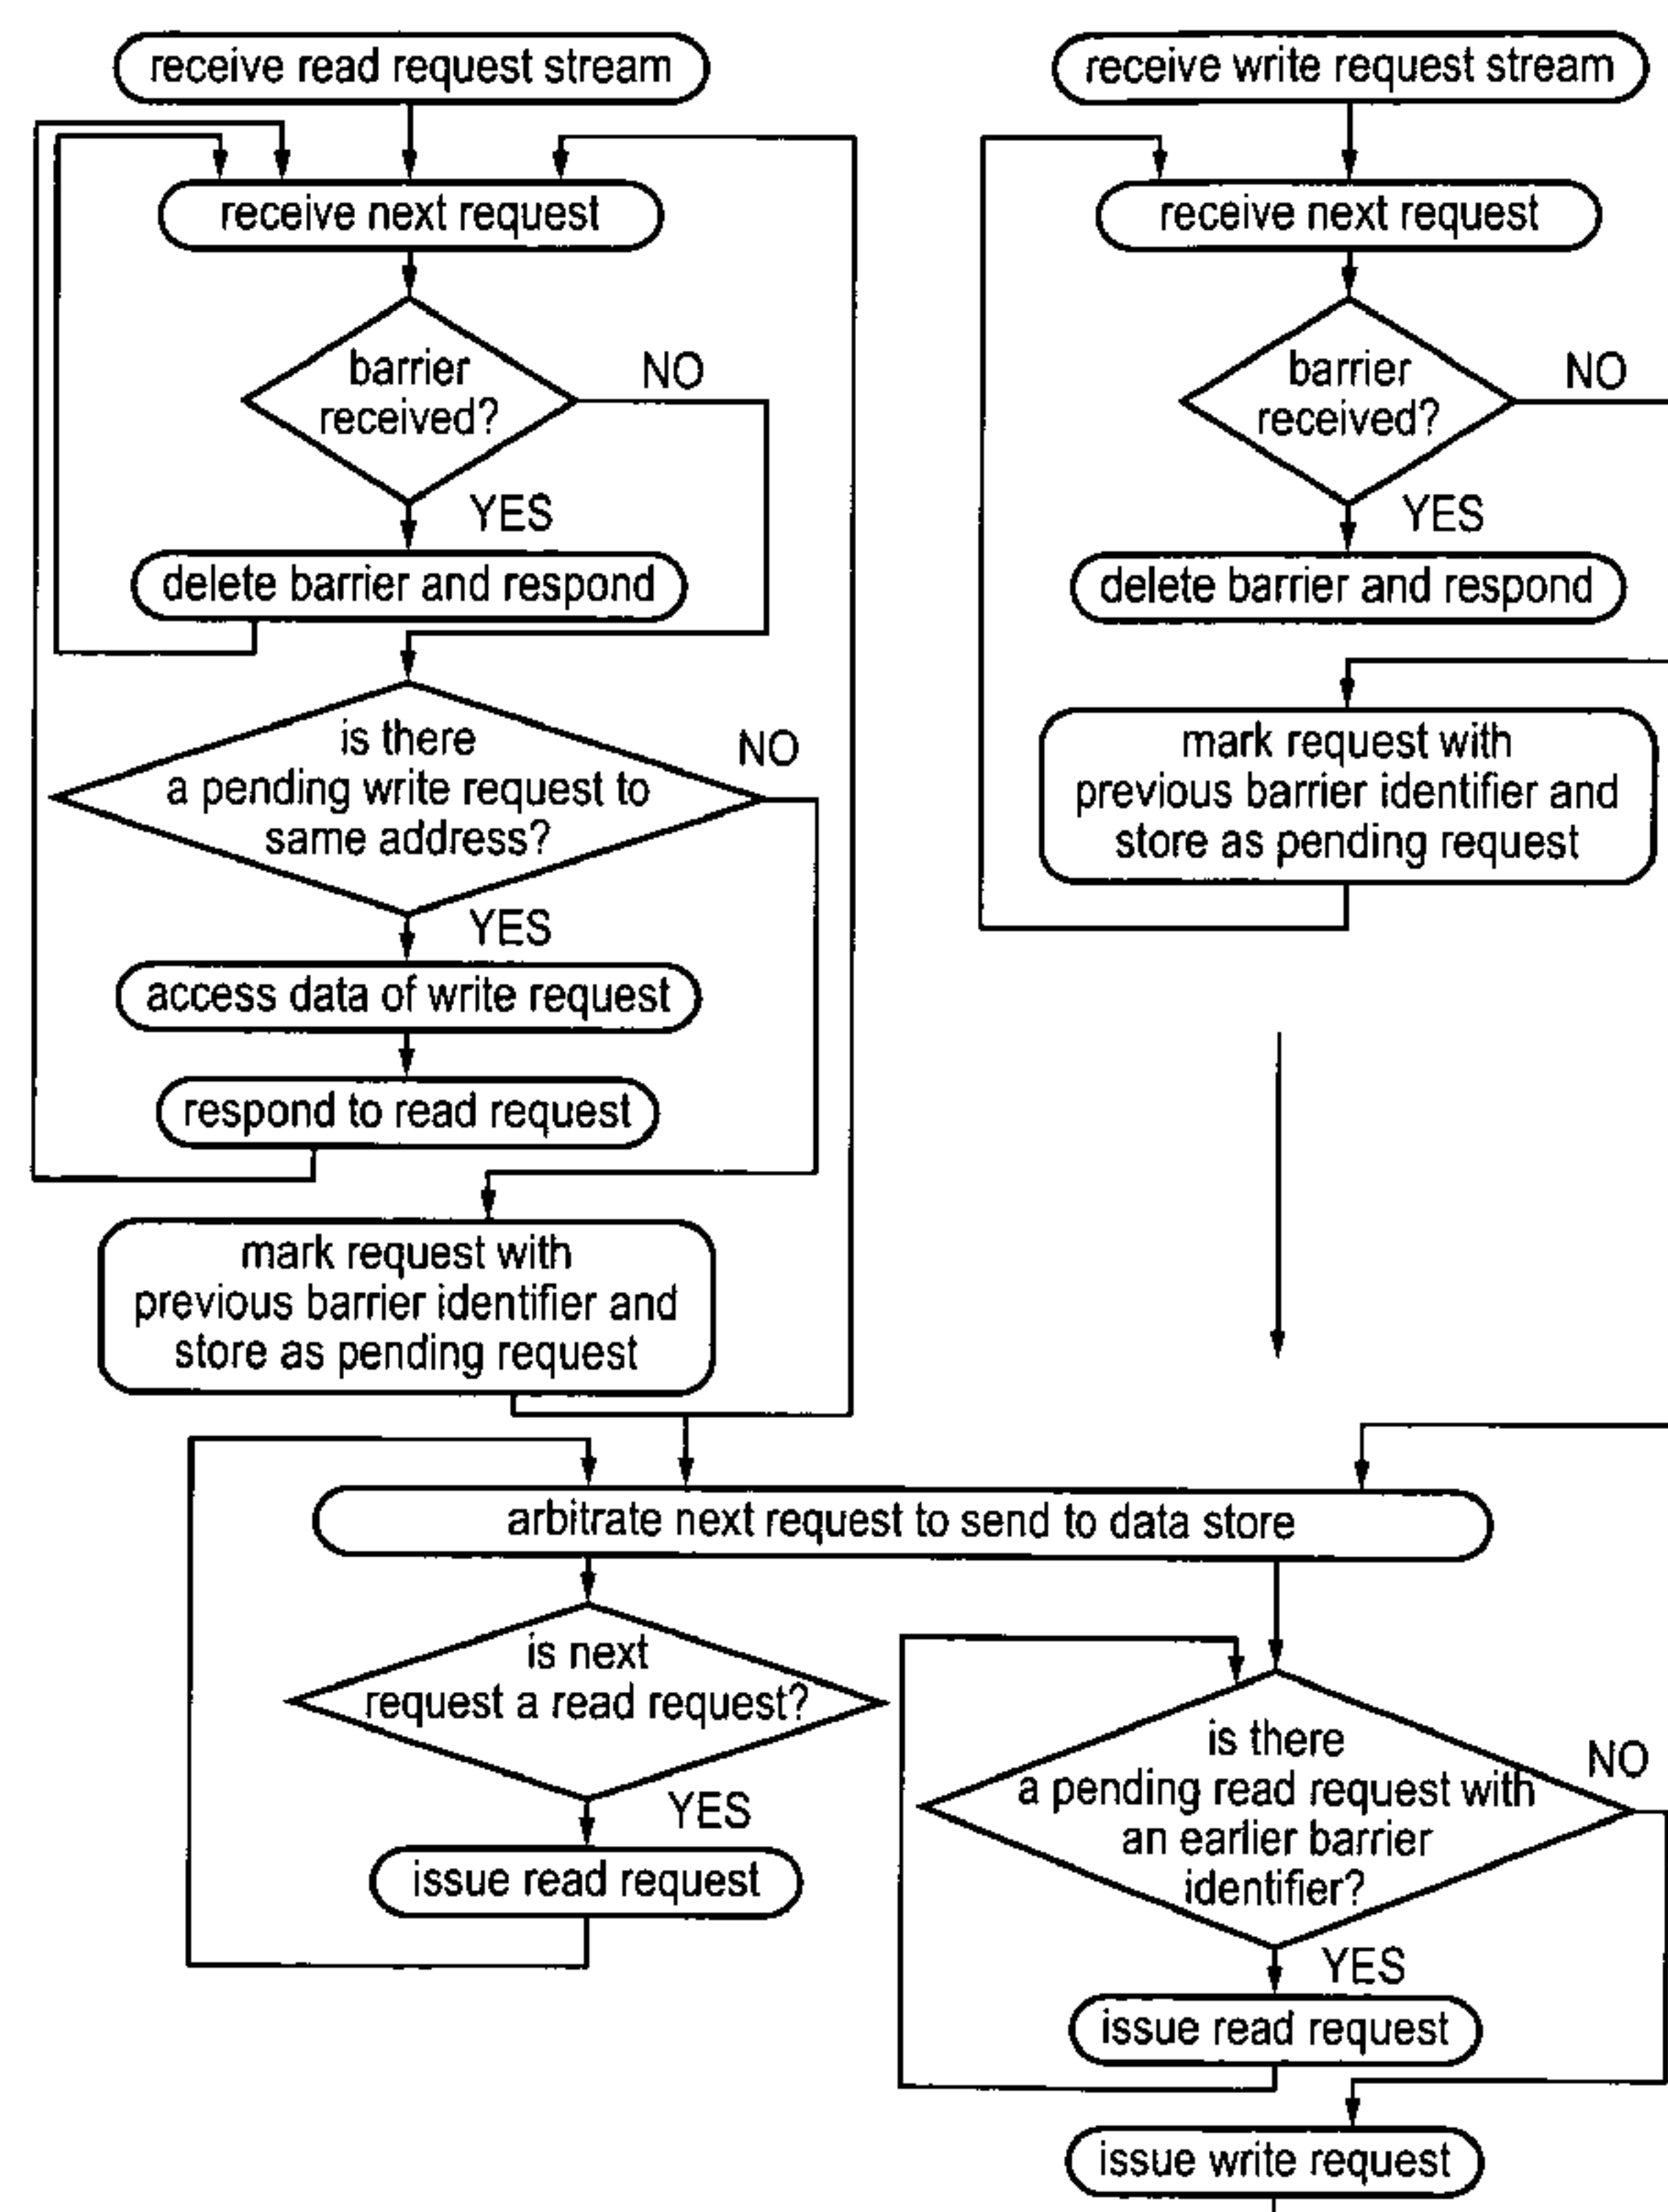 receive read request stream
receive next request
barrier
received?
NO
YES
delete barrier and respond
is there
a pending write request to
same address?
NO
YES
access data of write request
respond to read request
mark request with
previous barrier identifier and
store as pending request
receive write request stream
receive next request
barrier
received?
NO
YES
delete barrier and respond
mark request with
previous barrier identifier and
store as pending request
arbitrate next request to send to data store
is next
request a read request?
YES
issue read request
is there
a pending read request with
an earlier barrier
identifier?
NO
YES
issue read request
issue write request